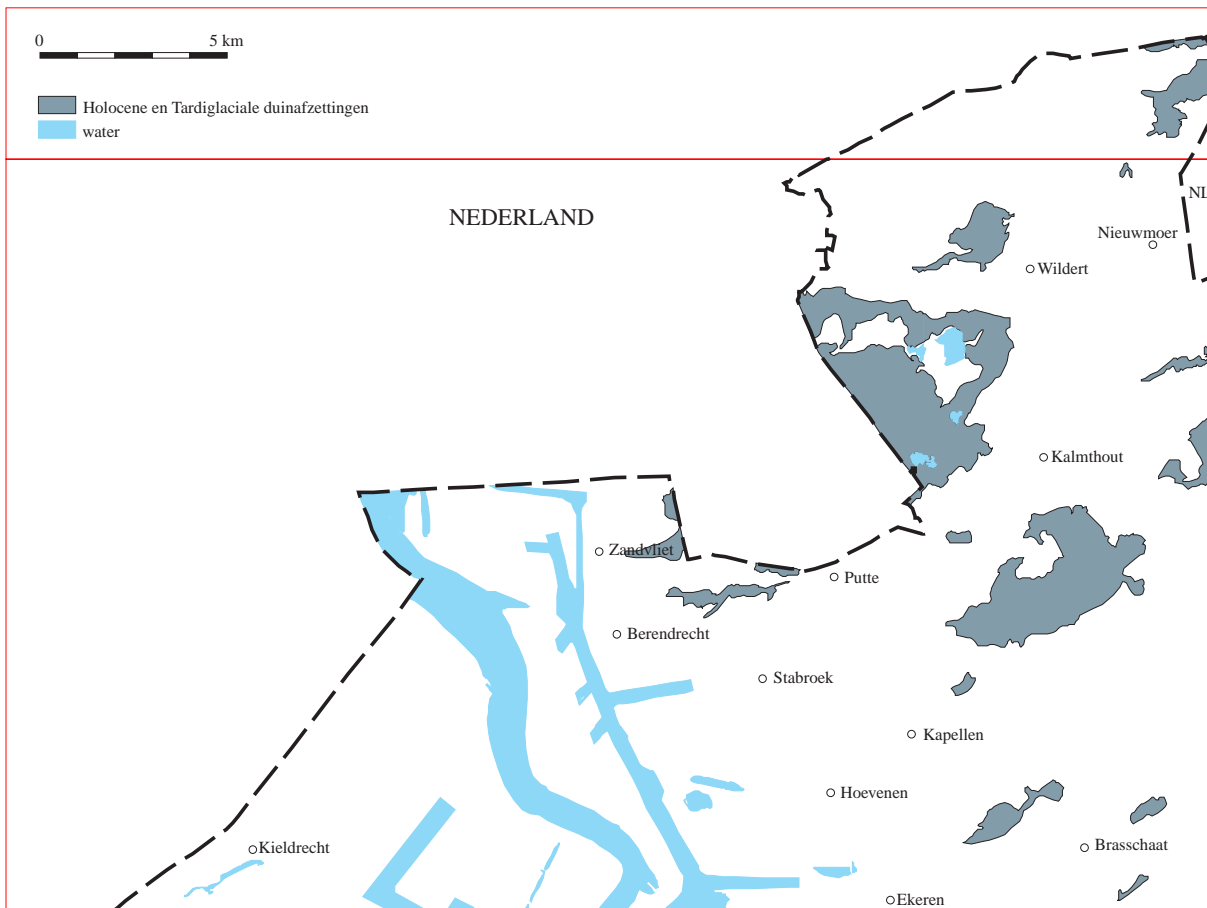 0 5 km
Holocene en Tardiglaciale duinafzettingen
water
NL
NEDERLAND
Nieuwmoer
Wildert
Kalmthout
Zandvliet
Putte
Berendrecht
Stabroek
Kapellen
Hoevenen
Brasschaat
Kieldrecht
Ekeren